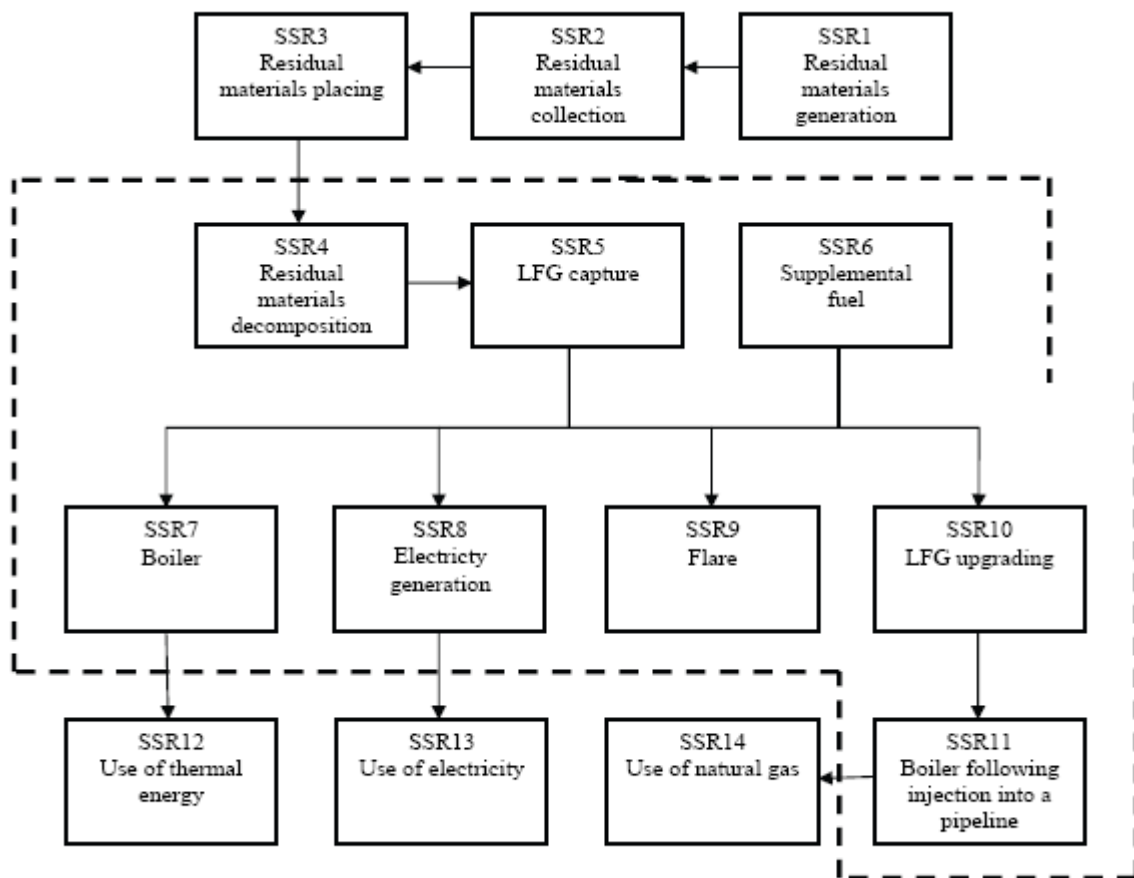 SSR3
Residual
materials placing
SSR2
Residual
materials
collection
SSR1
Residual
materials
generation
SSR4
Residual
materials
decomposition
SSR5
LFG capture
SSR6
Supplemental
fuel
SSR7
Boiler
SSR8
Electricty
generation
SSR9
Flare
SSR10
LFG upgrading
SSR12
Use of thermal
energy
SSR13
Use of electricity
SSR14
Use of natural gas
SSR11
Boiler following
injection into a
pipeline